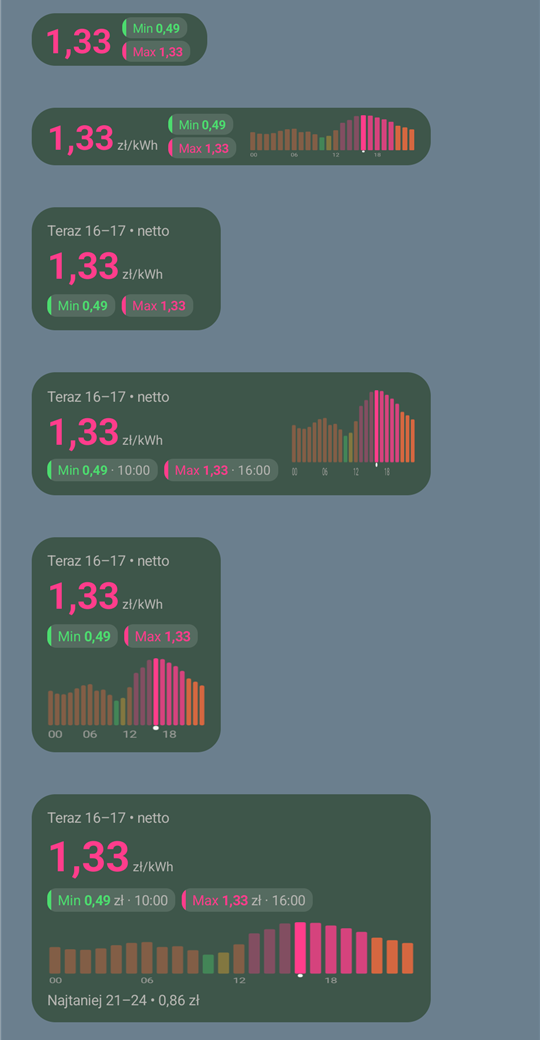 1,33 Min 0,49
Max 1,33
1,33 zł/kWh Min 0,49
Max 1,33
00 06 12 18
Teraz 16–17 • netto
1,33 zł/kWh
Min 0,49 Max 1,33
Teraz 16–17 • netto
1,33 zł/kWh
Min 0,49 · 10:00 Max 1,33 · 16:00
00 06 12 18
Teraz 16–17 • netto
1,33 zł/kWh
Min 0,49 Max 1,33
00 06 12 18
Teraz 16–17 • netto
1,33 zł/kWh
Min 0,49 zł · 10:00 Max 1,33 zł · 16:00
00 06 12 18
Najtaniej 21–24 • 0,86 zł